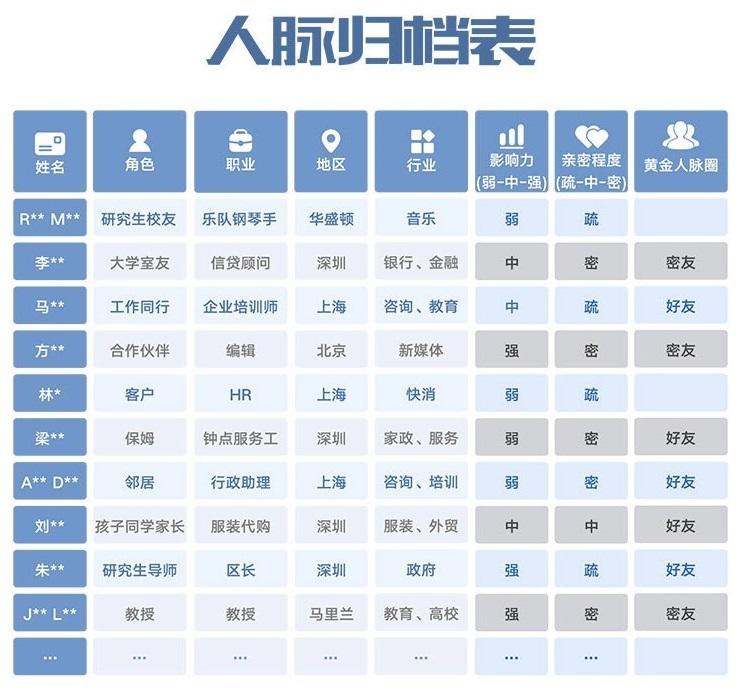 人脉归档表
姓名 角色 职业 地区 行业 影响力 (弱-中-强) 亲密程度 (疏-中-密) 黄金人脉圈
R** M** 研究生校友 乐队钢琴手 华盛顿 音乐 弱 疏
李** 大学室友 信贷顾问 深圳 银行、金融 中 密 密友
马** 工作同行 企业培训师 上海 咨询、教育 中 疏 好友
方** 合作伙伴 编辑 北京 新媒体 强 密 密友
林* 客户 HR 上海 快消 弱 疏
梁** 保姆 钟点服务工 深圳 家政、服务 弱 密 好友
A** D** 邻居 行政助理 上海 咨询、培训 弱 密 好友
刘** 孩子同学家长 服装代购 深圳 服装、外贸 中 中 好友
朱** 研究生导师 区长 深圳 政府 强 疏 好友
J** L** 教授 教授 马里兰 教育、高校 强 密 密友
... ... ... ... ... ... ...